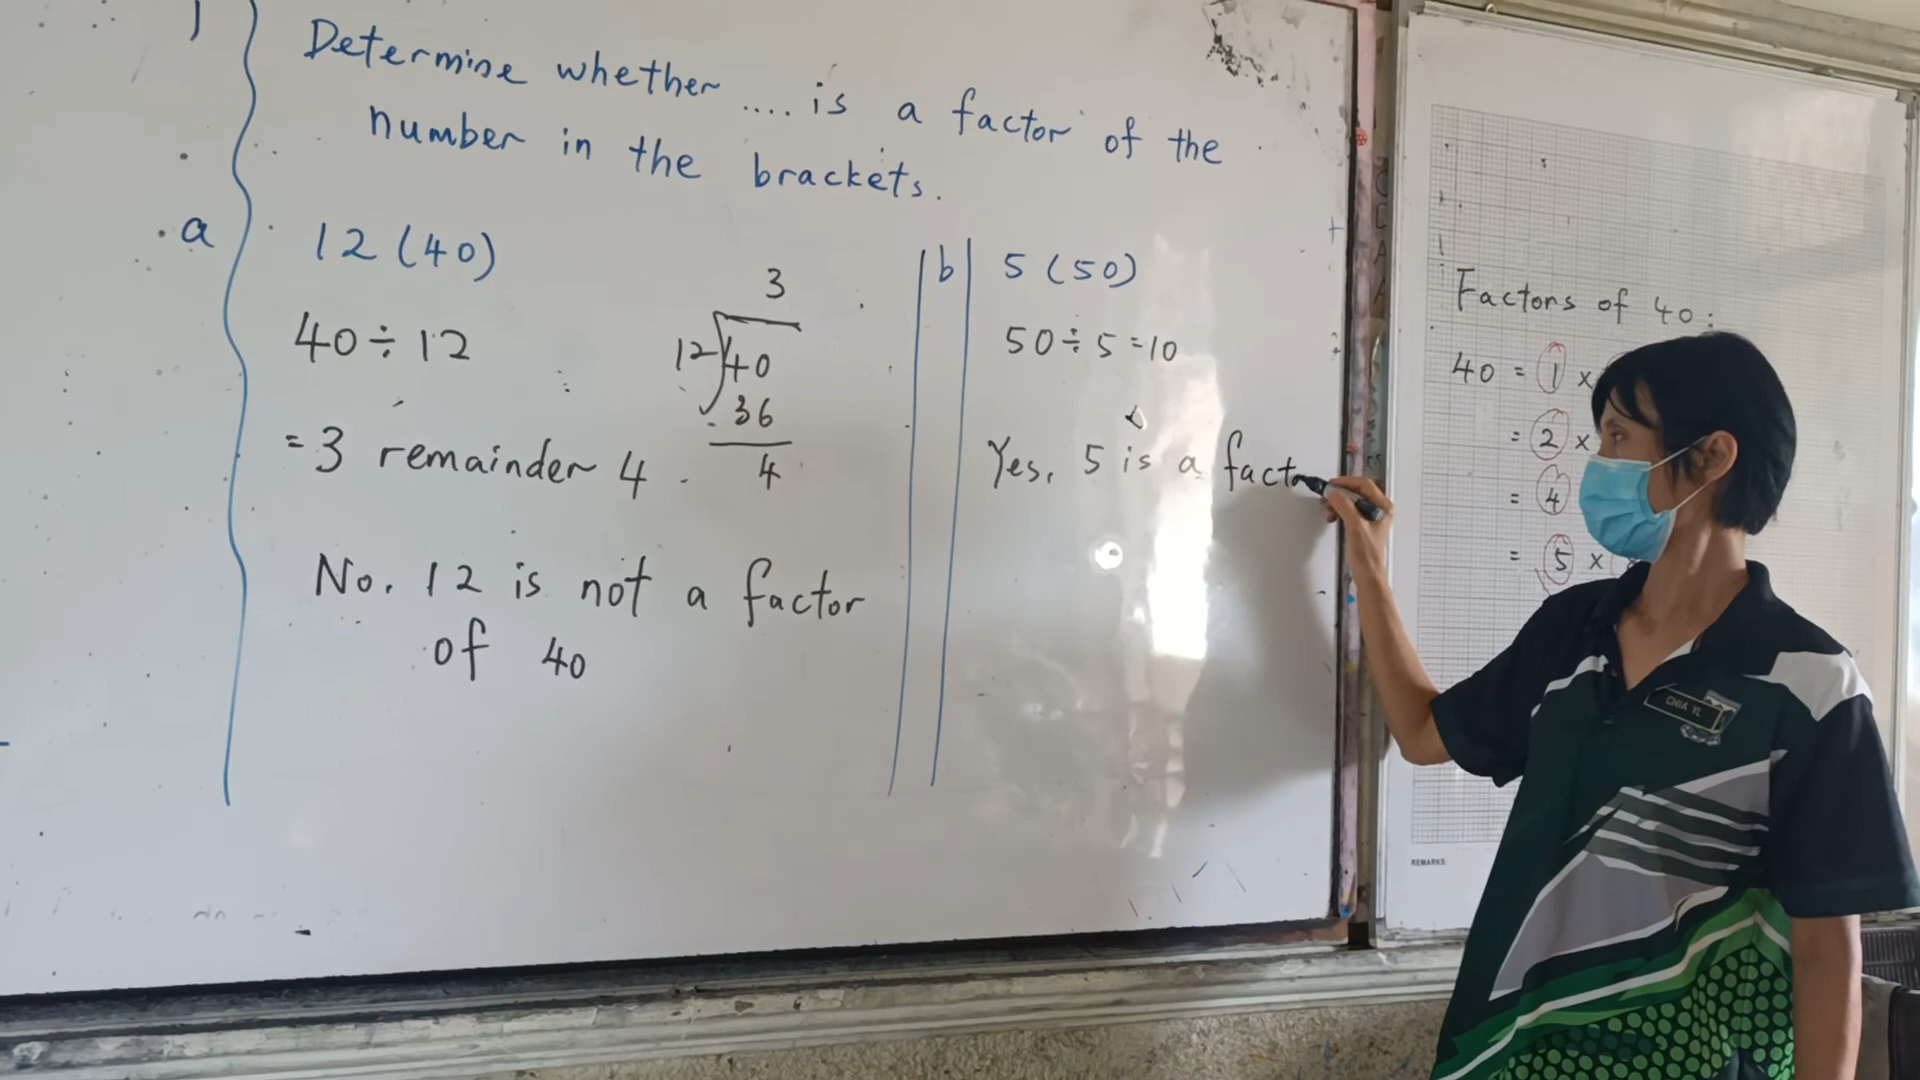 Determine whether .... is a factor of the
number in the brackets.
a
12 (40)
40 ÷ 12
= 3 remainder 4
No. 12 is not a factor
of 40
3
12 40
36
4
b
5 (50)
50 ÷ 5 = 10
Yes, 5 is a facto
Factors of 40:
40 = 1 ×
= 2 ×
= 4
= 5 ×
REMARKS
CHIA YL